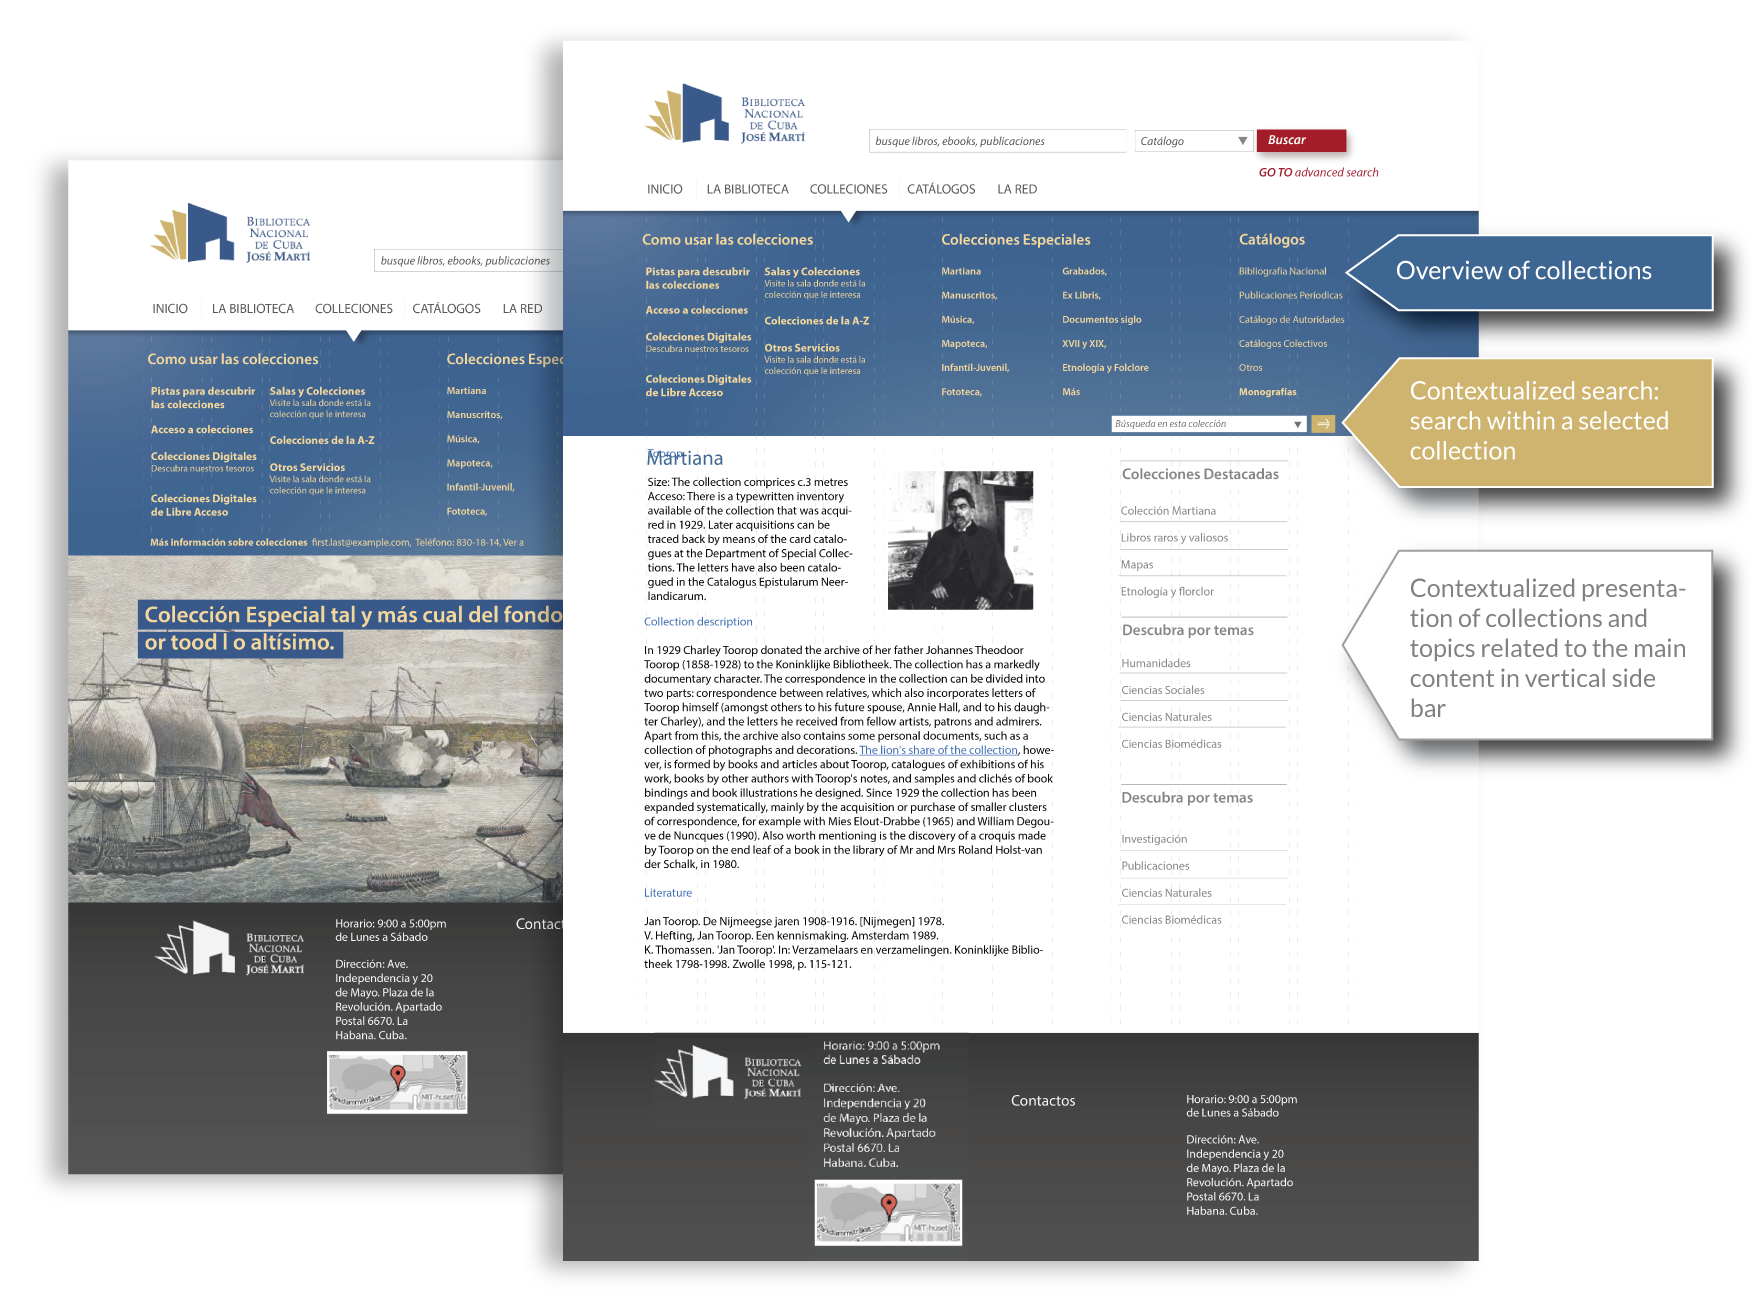 BIBLIOTECA
NACIONAL
DE CUBA
JOSÉ MARTÍ
busque libros, ebooks, publicaciones
INICIO
LA BIBLIOTECA
COLLECIONES
CATÁLOGOS
LA RED
Como usar las colecciones
Pistas para descubrir
las colecciones
Acceso a colecciones
Colecciones Digitales
Descubra nuestros tesoros
Colecciones Digitales
de Libre Acceso
Salas y Colecciones
Visite la sala donde está la
colección que le interesa
Colecciones de la A-Z
Otros Servicios
Visite la sala donde está la
colección que le interesa
Colecciones Espec
Martiana
Manuscritos,
Música,
Mapoteca,
Infantil-Juvenil,
Fototeca,
Más información sobre colecciones first.last@example.com, Teléfono: 830-18-14, Ver a
Colección Especial tal y más cual del fondo
or tood l o altísimo.
BIBLIOTECA
NACIONAL
DE CUBA
JOSÉ MARTÍ
Horario: 9:00 a 5:00pm
de Lunes a Sábado
Dirección: Ave.
Independencia y 20
de Mayo. Plaza de la
Revolución. Apartado
Postal 6670. La
Habana. Cuba.
MIT-huset
Contact
BIBLIOTECA
NACIONAL
DE CUBA
JOSÉ MARTÍ
busque libros, ebooks, publicaciones
Catálogo
Buscar
GO TO advanced search
INICIO
LA BIBLIOTECA
COLLECIONES
CATÁLOGOS
LA RED
Como usar las colecciones
Pistas para descubrir
las colecciones
Acceso a colecciones
Colecciones Digitales
Descubra nuestros tesoros
Colecciones Digitales
de Libre Acceso
Salas y Colecciones
Visite la sala donde está la
colección que le interesa
Colecciones de la A-Z
Otros Servicios
Visite la sala donde está la
colección que le interesa
Colecciones Especiales
Martiana
Manuscritos,
Música,
Mapoteca,
Infantil-Juvenil,
Fototeca,
Grabados,
Ex Libris,
Documentos siglo
XVII y XIX,
Etnología y Folclore
Más
Catálogos
Bibliografía Nacional
Publicaciones Períodicas
Catálogo de Autoridades
Catálogos Colectivos
Otros
Monografías
Búsqueda en esta colección
Toorop
Martiana
Size: The collection comprices c.3 metres
Acceso: There is a typewritten inventory
available of the collection that was acqui-
red in 1929. Later acquisitions can be
traced back by means of the card catalo-
gues at the Department of Special Collec-
tions. The letters have also been catalo-
gued in the Catalogus Epistularum Neer-
landicarum.
Collection description
In 1929 Charley Toorop donated the archive of her father Johannes Theodoor
Toorop (1858-1928) to the Koninklijke Bibliotheek. The collection has a markedly
documentary character. The correspondence in the collection can be divided into
two parts: correspondence between relatives, which also incorporates letters of
Toorop himself (amongst others to his future spouse, Annie Hall, and to his daugh-
ter Charley), and the letters he received from fellow artists, patrons and admirers.
Apart from this, the archive also contains some personal documents, such as a
collection of photographs and decorations. The lion's share of the collection, howe-
ver, is formed by books and articles about Toorop, catalogues of exhibitions of his
work, books by other authors with Toorop's notes, and samples and clichés of book
bindings and book illustrations he designed. Since 1929 the collection has been
expanded systematically, mainly by the acquisition or purchase of smaller clusters
of correspondence, for example with Mies Elout-Drabbe (1965) and William Degou-
ve de Nuncques (1990). Also worth mentioning is the discovery of a croquis made
by Toorop on the end leaf of a book in the library of Mr and Mrs Roland Holst-van
der Schalk, in 1980.
Literature
Jan Toorop. De Nijmeegse jaren 1908-1916. [Nijmegen] 1978.
V. Hefting, Jan Toorop. Een kennismaking. Amsterdam 1989.
K. Thomassen. 'Jan Toorop'. In: Verzamelaars en verzamelingen. Koninklijke Biblio-
theek 1798-1998. Zwolle 1998, p. 115-121.
Colecciones Destacadas
Colección Martiana
Libros raros y valiosos
Mapas
Etnología y florclor
Descubra por temas
Humanidades
Ciencias Sociales
Ciencias Naturales
Ciencias Biomédicas
Descubra por temas
Investigación
Publicaciones
Ciencias Naturales
Ciencias Biomédicas
BIBLIOTECA
NACIONAL
DE CUBA
JOSÉ MARTÍ
Horario: 9:00 a 5:00pm
de Lunes a Sábado
Dirección: Ave.
Independencia y 20
de Mayo. Plaza de la
Revolución. Apartado
Postal 6670. La
Habana. Cuba.
MIT-huset
Contactos
Horario: 9:00 a 5:00pm
de Lunes a Sábado
Dirección: Ave.
Independencia y 20
de Mayo. Plaza de la
Revolución. Apartado
Postal 6670. La
Habana. Cuba.
Overview of collections
Contextualized search:
search within a selected
collection
Contextualized presenta-
tion of collections and
topics related to the main
content in vertical side
bar